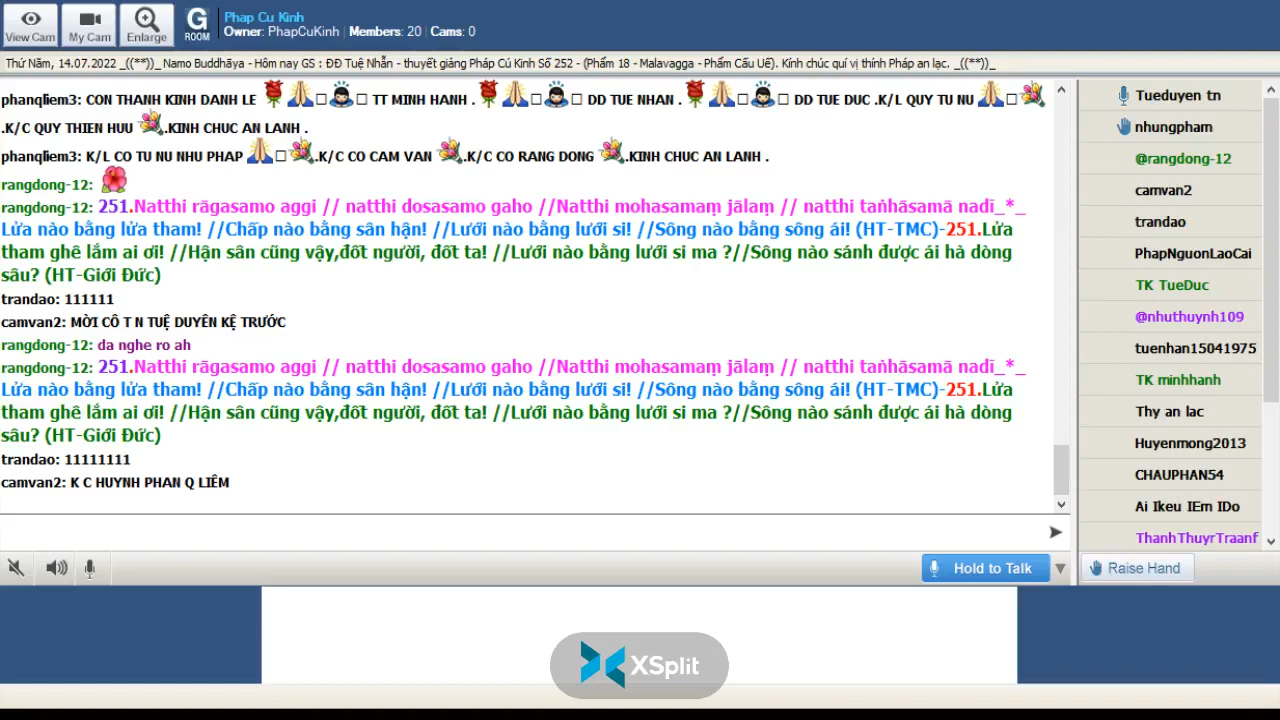 View Cam
My Cam
Enlarge
G
ROOM
Phap Cu Kinh
Owner: PhapCuKinh | Members: 20 | Cams: 0
Thứ Năm, 14.07.2022 _((**))_ Namo Buddhāya - Hôm nay GS : ĐĐ Tuệ Nhẫn - thuyết giảng Pháp Cú Kinh Số 252 - (Phẩm 18 - Malavagga - Phẩm Cấu Uế). Kính chúc quí vị thính Pháp an lạc. _((**))_
phanqliem3: CON THANH KINH DANH LE TT MINH HANH . DD TUE NHAN . DD TUE DUC .K/L QUY TU NU
.K/C QUY THIEN HUU .KINH CHUC AN LANH .
phanqliem3: K/L CO TU NU NHU PHAP .K/C CO CAM VAN .K/C CO RANG DONG .KINH CHUC AN LANH .
rangdong-12:
rangdong-12: 251.Natthi rāgasamo aggi // natthi dosasamo gaho //Natthi mohasamaṃ jālaṃ // natthi taṅhāsamā nadī_*_
Lửa nào bằng lửa tham! //Chấp nào bằng sân hận! //Lưới nào bằng lưới si! //Sông nào bằng sông ái! (HT-TMC)-251.Lửa
tham ghê lắm ai ơi! //Hận sân cũng vậy,đốt người, đốt ta! //Lưới nào bằng lưới si ma ?//Sông nào sánh được ái hà dòng
sâu? (HT-Giới Đức)
trandao: 111111
camvan2: MỜI CÔ T N TUỆ DUYÊN KỆ TRƯỚC
rangdong-12: da nghe ro ah
rangdong-12: 251.Natthi rāgasamo aggi // natthi dosasamo gaho //Natthi mohasamaṃ jālaṃ // natthi taṅhāsamā nadī_*_
Lửa nào bằng lửa tham! //Chấp nào bằng sân hận! //Lưới nào bằng lưới si! //Sông nào bằng sông ái! (HT-TMC)-251.Lửa
tham ghê lắm ai ơi! //Hận sân cũng vậy,đốt người, đốt ta! //Lưới nào bằng lưới si ma ?//Sông nào sánh được ái hà dòng
sâu? (HT-Giới Đức)
trandao: 11111111
camvan2: K C HUYNH PHAN Q LIÊM
Tueduyen tn
nhungpham
@rangdong-12
camvan2
trandao
PhapNguonLaoCai
TK TueDuc
@nhuthuynh109
tuenhan15041975
TK minhhanh
Thy an lac
Huyenmong2013
CHAUPHAN54
Ai Ikeu IEm IDo
ThanhThuyrTraanf
Hold to Talk
Raise Hand
XSplit